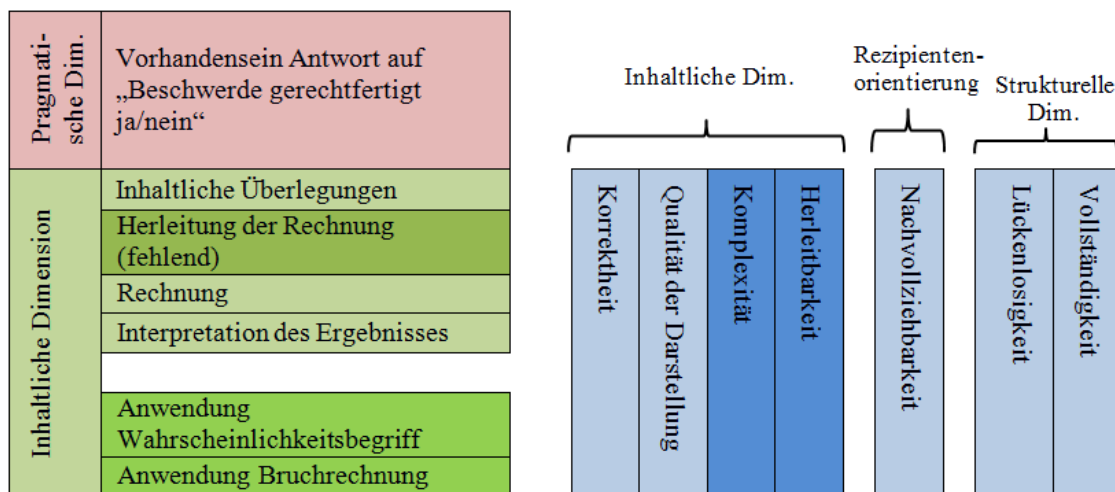 Pragmati-
sche Dim.
Vorhandensein Antwort auf
„Beschwerde gerechtfertigt
ja/nein“
Inhaltliche Dimension
Inhaltliche Überlegungen
Herleitung der Rechnung
(fehlend)
Rechnung
Interpretation des Ergebnisses
Anwendung
Wahrscheinlichkeitsbegriff
Anwendung Bruchrechnung
Inhaltliche Dim.
Korrektheit
Qualität der Darstellung
Komplexität
Herleitbarkeit
Rezipienten-
orientierung
Nachvollziehbarkeit
Strukturelle
Dim.
Lückenlosigkeit
Vollständigkeit